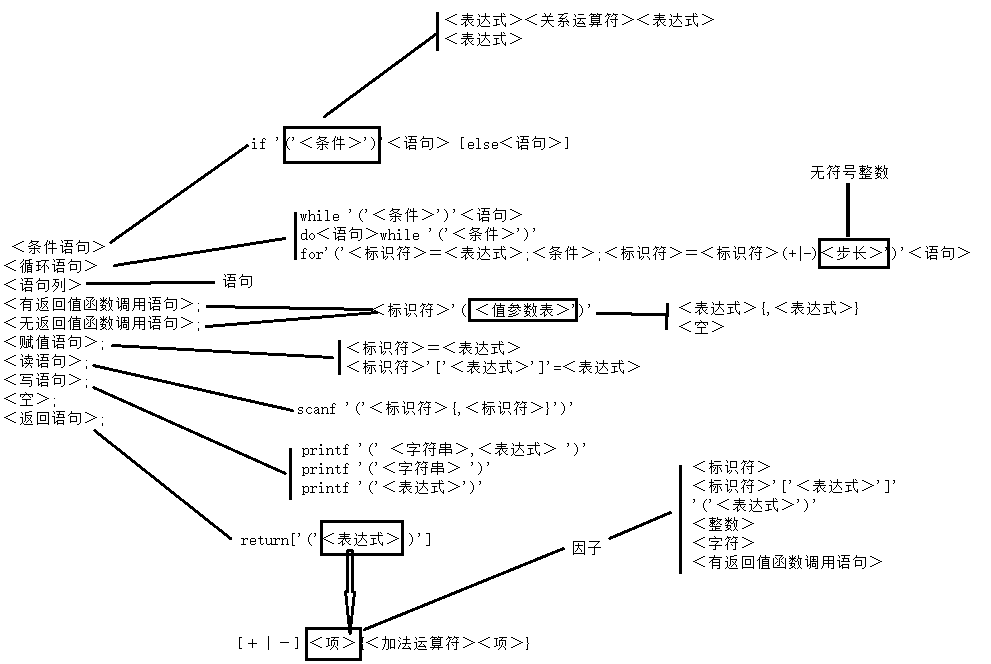 <表达式><关系运算符><表达式>
<表达式>
if '('<条件>')'<语句> [else<语句>]
无符号整数
while '('<条件>')'<语句>
do<语句>while '('<条件>')'
for'('<标识符>＝<表达式>;<条件>;<标识符>＝<标识符>(+|-)<步长>')'<语句>
<条件语句>
<循环语句>
<语句列>
语句
<有返回值函数调用语句>;
<无返回值函数调用语句>;
<标识符>'('<值参数表>')'
<表达式>{,<表达式>}
<空>
<赋值语句>;
<标识符>＝<表达式>
<标识符>'['<表达式>']'=<表达式>
<读语句>;
<写语句>;
<空>;
<返回语句>;
scanf '('<标识符>{,<标识符>}')'
printf '(' <字符串>,<表达式> ')'
printf '('<字符串> ')'
printf '('<表达式>')'
<标识符>
<标识符>'['<表达式>']'
'('<表达式>')'
<整数>
<字符>
<有返回值函数调用语句>
return['('<表达式> ')']
因子
[＋|－] <项>{<加法运算符><项>}